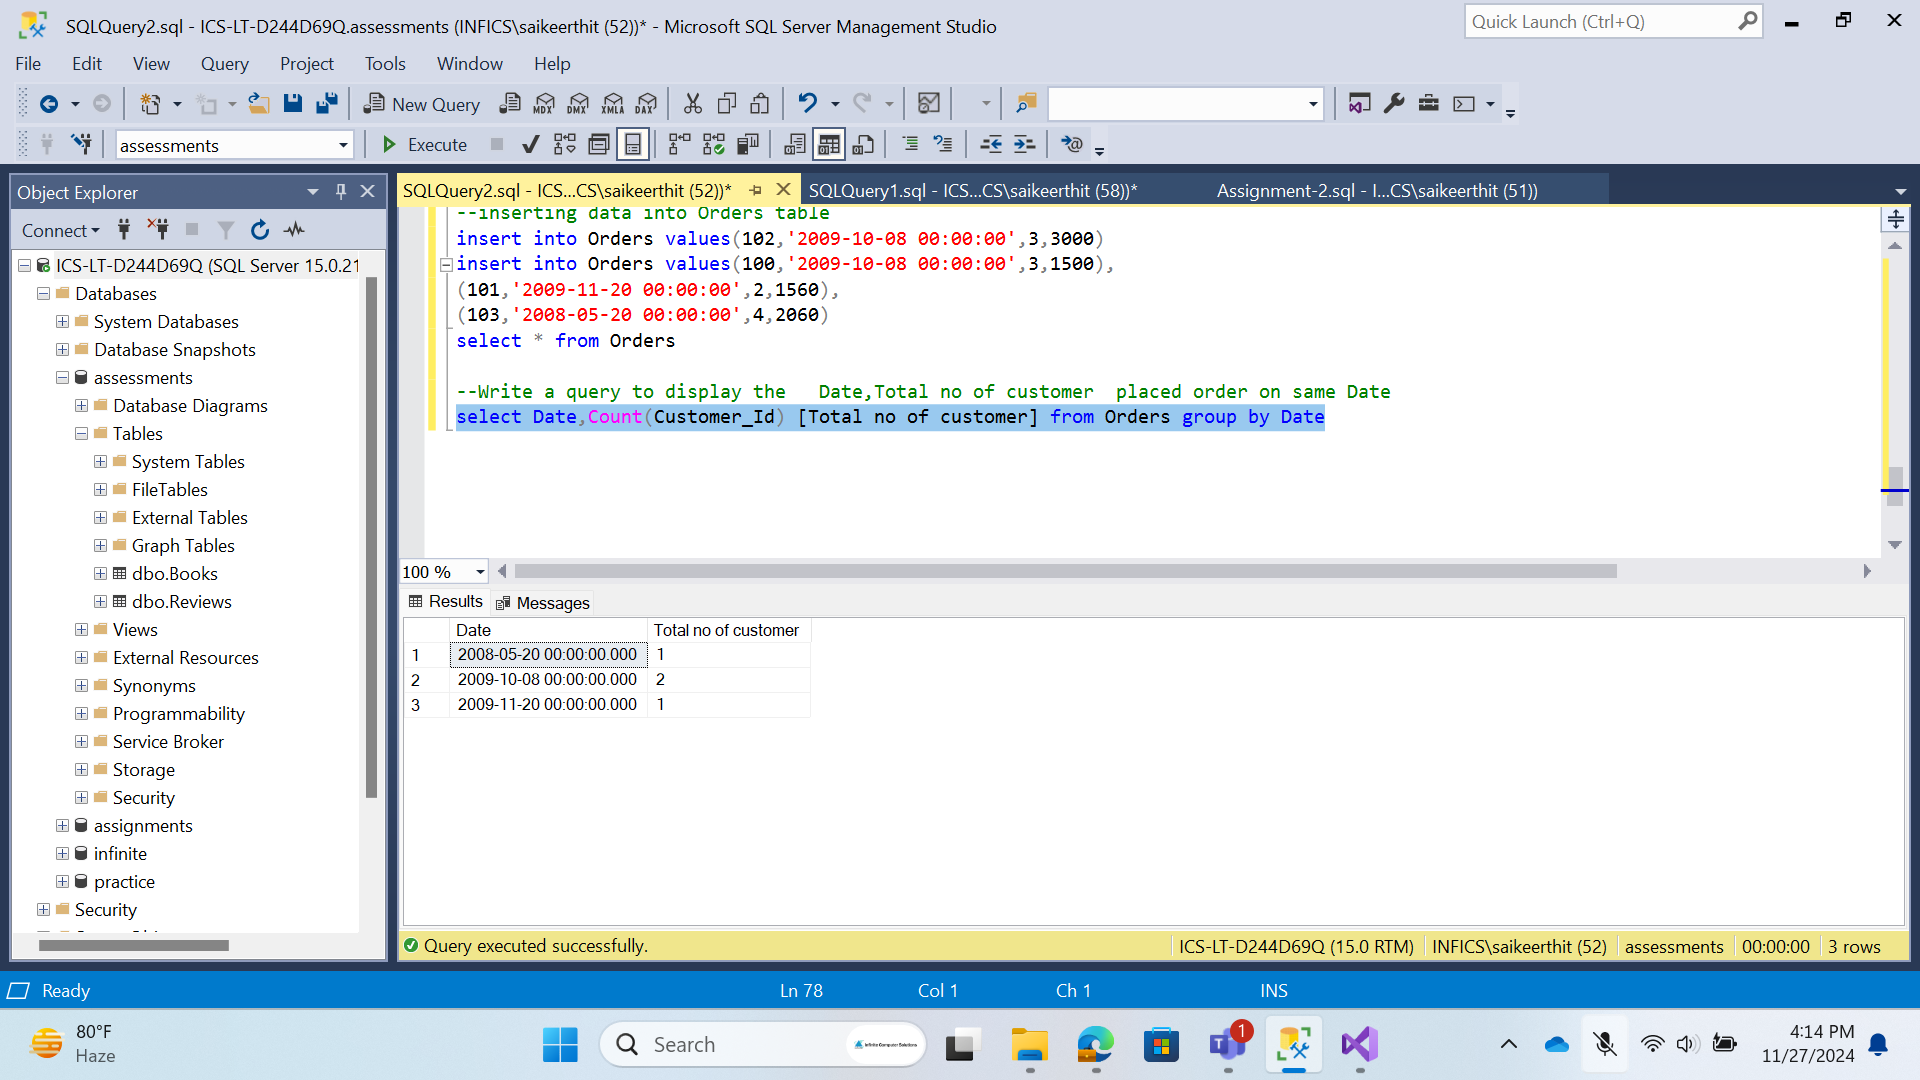 SQLQuery2.sql - ICS-LT-D244D69Q.assessments (INFICS\saikeerthit (52))* - Microsoft SQL Server Management Studio
Quick Launch (Ctrl+Q)
File Edit View Query Project Tools Window Help
New Query MDX DMX XMLA DAX
assessments Execute
Object Explorer
Connect
ICS-LT-D244D69Q (SQL Server 15.0.21
Databases
System Databases
Database Snapshots
assessments
Database Diagrams
Tables
System Tables
FileTables
External Tables
Graph Tables
dbo.Books
dbo.Reviews
Views
External Resources
Synonyms
Programmability
Service Broker
Storage
Security
assignments
infinite
practice
Security
SQLQuery2.sql - ICS...CS\saikeerthit (52))* SQLQuery1.sql - ICS...CS\saikeerthit (58))* Assignment-2.sql - I...CS\saikeerthit (51))
--inserting data into Orders table
insert into Orders values(102,'2009-10-08 00:00:00',3,3000)
insert into Orders values(100,'2009-10-08 00:00:00',3,1500),
(101,'2009-11-20 00:00:00',2,1560),
(103,'2008-05-20 00:00:00',4,2060)
select * from Orders
--Write a query to display the   Date,Total no of customer  placed order on same Date
select Date,Count(Customer_Id) [Total no of customer] from Orders group by Date
100 %
Results Messages
Date Total no of customer
1 2008-05-20 00:00:00.000 1
2 2009-10-08 00:00:00.000 2
3 2009-11-20 00:00:00.000 1
Query executed successfully. ICS-LT-D244D69Q (15.0 RTM) INFICS\saikeerthit (52) assessments 00:00:00 3 rows
Ready Ln 78 Col 1 Ch 1 INS
80°F
Haze
Search
Infinite Computer Solutions
1
4:14 PM
11/27/2024